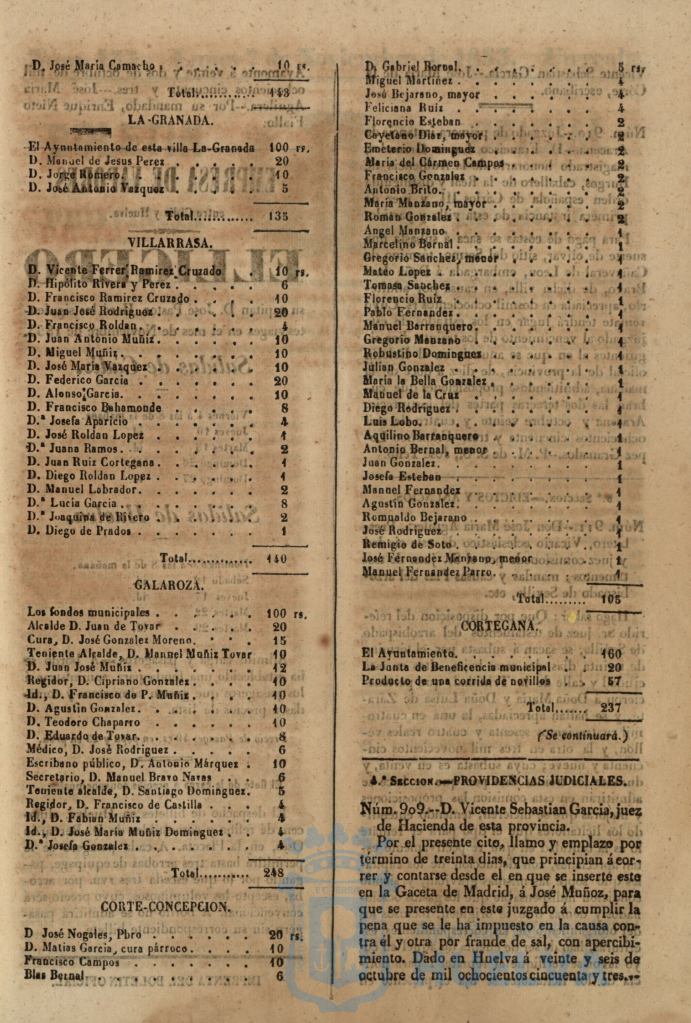 D. José María Camacho . . . . . 10 rs.
Total......... 443
LA-GRANADA.
El Ayuntamiento de esta villa La-Granada 100 rs.
D. Manuel de Jesus Perez . . . . . 20
D. Jorge Romero. . . . . . 10
D. José Antonio Vazquez . . . . . 5
Total........... 135
VILLARRASA.
D. Vicente Ferrer Ramirez Cruzado . . 10 rs.
D. Hipólito Rivera y Perez . . . . 6
D. Francisco Ramirez Cruzado . . . . 10
D. Juan José Rodriguez . . . . . 20
D. Francisco Roldan. . . . . . 4
D. Juan Antonio Muñiz. . . . . 10
D. Miguel Muñiz. . . . . . 10
D. José Maria Vazquez . . . . . 10
D. Federico Garcia . . . . . . 20
D. Alonso Garcia. . . . . . 10
D. Francisco Bahamonde . . . . 8
D.ª Josefa Aparicio . . . . . 4
D. José Roldan Lopez . . . . . 1
D.ª Juana Ramos. . . . . . 2
D. Juan Ruiz Cortegana. . . . . 1
D. Diego Roldan Lopez . . . . . 1
D. Manuel Labrador. . . . . . 2
D.ª Lucia Garcia . . . . . . 8
D.ª Joaquina de Rivero . . . . 2
D. Diego de Prados . . . . . 1
Total............. 140
GALAROZA.
Los fondos municipales . . . . . 100 rs.
Alcalde D. Juan de Tovar . . . . 20
Cura, D. José Gonzalez Moreno. . . . 15
Teniente Alcalde, D. Manuel Muñiz Tovar 10
D. Juan José Muñiz . . . . . 12
Regidor, D. Cipriano Gonzalez. . . . 10
Id., D. Francisco de P. Muñiz . . . . 10
D. Agustin Gonzalez. . . . . . 10
D. Teodoro Chaparro . . . . . 10
D. Eduardo de Tovar. . . . . . 8
Médico, D. José Rodriguez . . . . 6
Escribano público, D. Antonio Márquez . 10
Secretario, D. Manuel Bravo Navas . . 6
Teniente alcalde, D. Santiago Dominguez. 5
Regidor, D. Francisco de Castilla . . . 4
Id., D. Fabian Muñiz . . . . . 4
Id., D. José Maria Muñiz Dominguez . . 4
D.ª Josefa Gonzalez . . . . . 4
Total........... 248
CORTE-CONCEPCION.
D José Nogales, Pbro . . . . . 20 rs.
D. Matias Garcia, cura párroco. . . . 10
Francisco Campos . . . . . . 10
Blas Bernal . . . . . . . 6
D. Gabriel Bornal. . . . . . 5 rs.
Miguel Martinez . . . . . . 4
José Bejarano, mayor . . . . . 4
Feliciana Ruiz . . . . . . 4
Florencio Esteban . . . . . . 2
Cayetano Diaz, mayor . . . . . 2
Emeterio Dominguez . . . . . 2
Maria del Cármen Campos . . . . 2
Francisco Gonzalez . . . . . 2
Antonio Brito. . . . . . . 2
Maria Manzano, mayor . . . . . 2
Roman Gonzalez . . . . . . 2
Angel Manzano . . . . . . 1
Marcelino Bernal . . . . . . 1
Gregorio Sanchez, menor . . . . 1
Mateo Lopez . . . . . . . 1
Tomasa Sanchez . . . . . . 1
Florencio Ruiz . . . . . . 1
Pablo Fernandez . . . . . . 1
Manuel Barranquero. . . . . . 1
Gregorio Manzano . . . . . . 1
Robustino Dominguez . . . . . 1
Julian Gonzalez . . . . . . 1
Maria la Bella Gonzalez . . . . . 1
Manuel de la Cruz . . . . . 1
Diego Rodriguez . . . . . . 1
Luis Lobo. . . . . . . . 1
Aquilino Barranquero . . . . . 1
Antonio Bernal, menor . . . . . 1
Juan Gonzalez. . . . . . . 1
Josefa Esteban . . . . . . 1
Manuel Fernandez . . . . . . 1
Agustin Gonzalez. . . . . . 1
Romualdo Bejarano . . . . . 1
José Rodriguez . . . . . . 1
Remigio de Soto . . . . . . 1
José Fernandez Manzano, menor . . . 1
Manuel Fernandez Parro. . . . . 1
Total......... 105
CORTEGANA.
El Ayuntamiento. . . . . . . 160
La Junta de Beneficencia municipal . . 20
Producto de una corrida de novillos . . 57
Total....... 237
(Se continuará.)
4.ª SECCION.—PROVIDENCIAS JUDICIALES.
Núm. 909.—D. Vicente Sebastian Garcia, juez
de Hacienda de esta provincia.
Por el presente cito, llamo y emplazo por
término de treinta dias, que principian á cor-
rer y contarse desde el en que se inserte este
en la Gaceta de Madrid, á José Muñoz, para
que se presente en este juzgado á cumplir la
pena que se le ha impuesto en la causa con-
tra él y otra por fraude de sal, con apercibi-
miento. Dado en Huelva á veinte y seis de
octubre de mil ochocientos cincuenta y tres.—